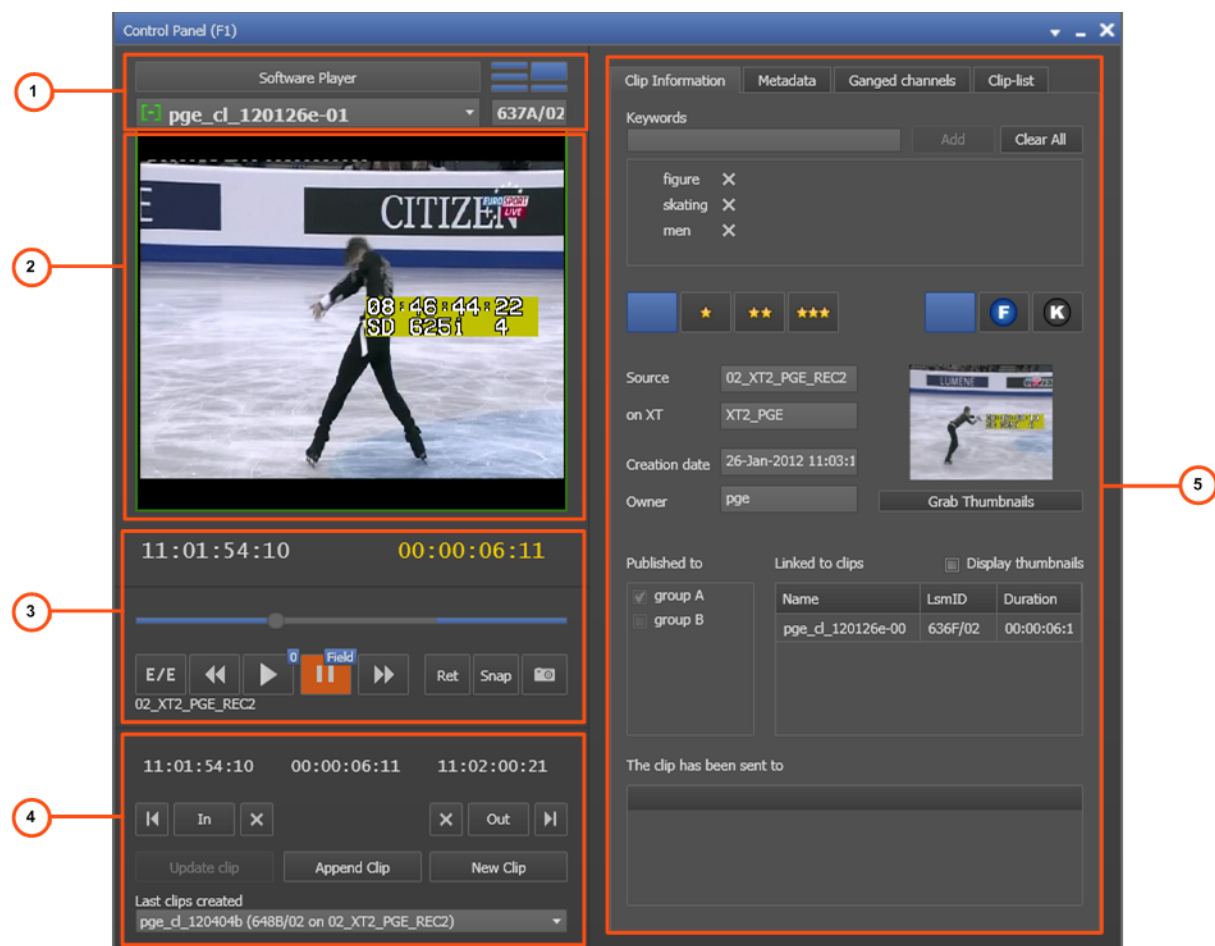 Control Panel (F1)
1
Software Player
[-] pge_cl_120126e-01
637A/02
2
CITIZEN
EUROSPORT
LIVE
08:46:44:22
SD 625i 4
3
11:01:54:10
00:00:06:11
0
Field
E/E
Ret
Snap
02_XT2_PGE_REC2
4
11:01:54:10 00:00:06:11 11:02:00:21
In
Out
Update clip
Append Clip
New Clip
Last clips created
pge_cl_120404b (648B/02 on 02_XT2_PGE_REC2)
5
Clip Information
Metadata
Ganged channels
Clip-list
Keywords
Add
Clear All
figure
skating
men
F
K
Source
02_XT2_PGE_REC2
on XT
XT2_PGE
Creation date
26-Jan-2012 11:03:1
Owner
pge
LUMENE
Grab Thumbnails
Published to
group A
group B
Linked to clips
Display thumbnails
Name LsmID Duration
pge_cl_120126e-00 636F/02 00:00:06:1
The clip has been sent to